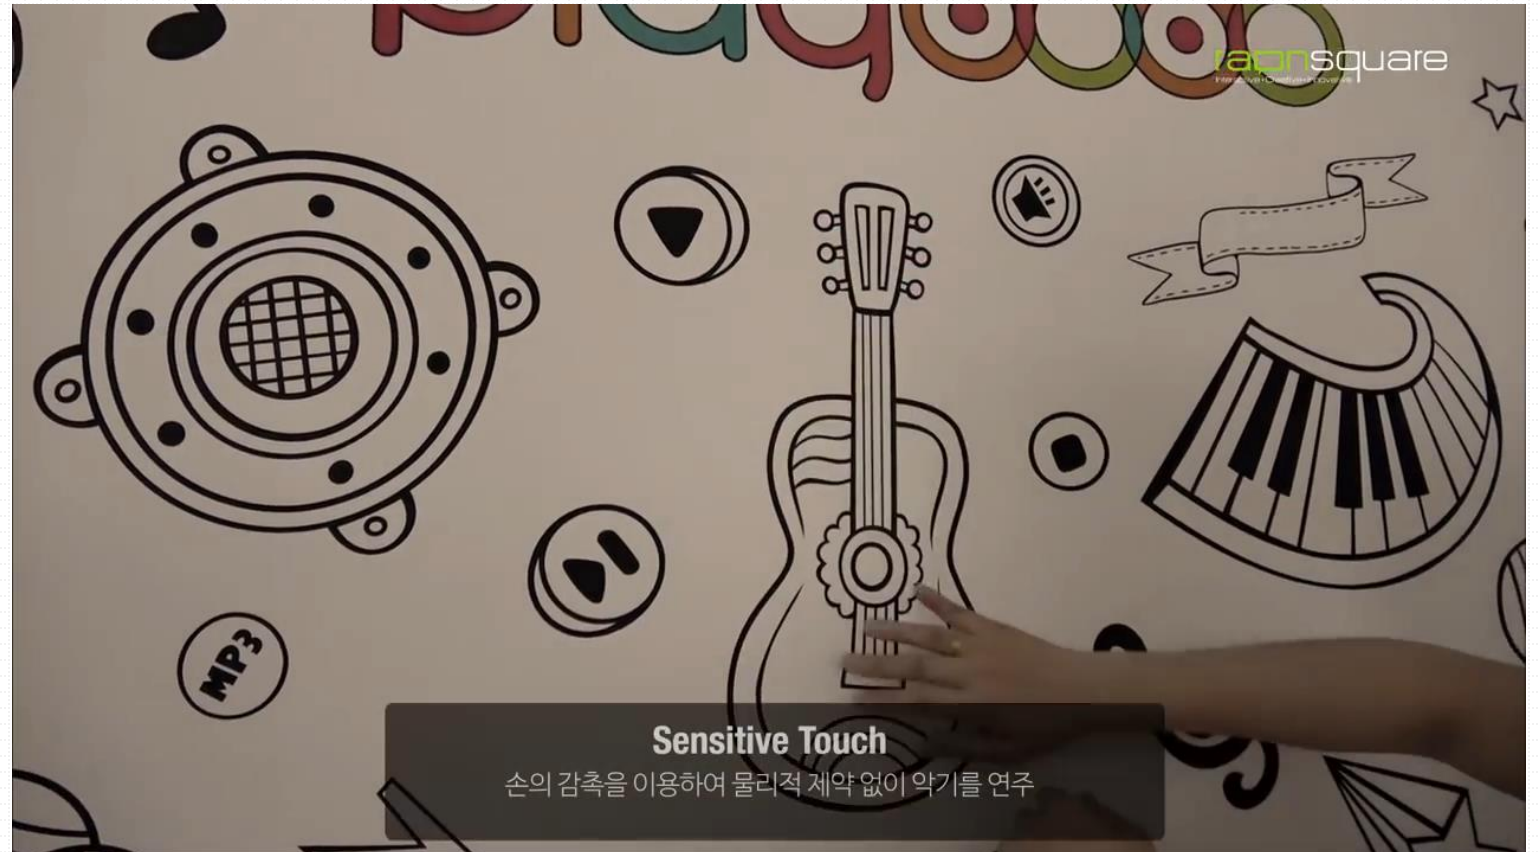 rapnsquare
MP3
Sensitive Touch
손의 감촉을 이용하여 물리적 제약 없이 악기를 연주